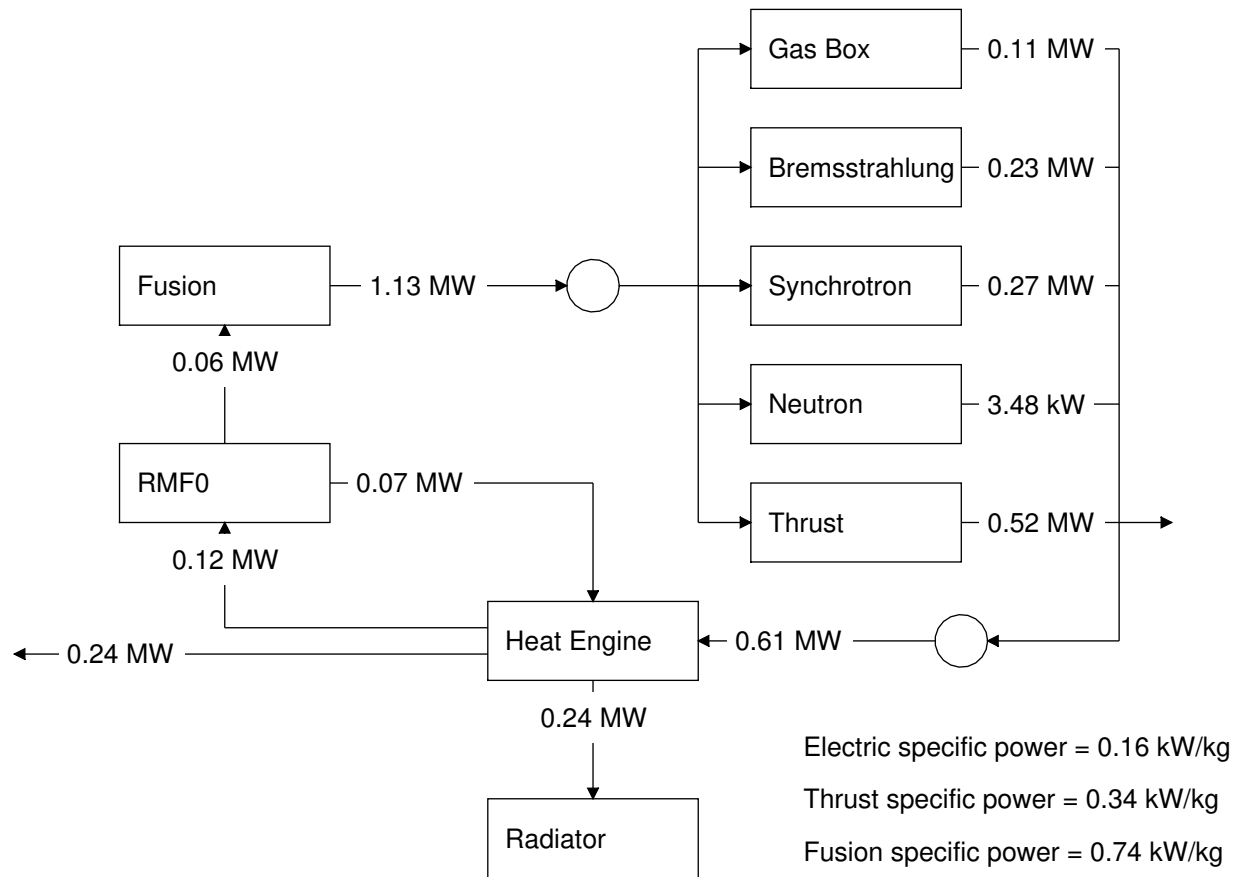 Gas Box
0.11 MW
Bremsstrahlung
0.23 MW
Fusion
1.13 MW
Synchrotron
0.27 MW
0.06 MW
Neutron
3.48 kW
RMF0
0.07 MW
Thrust
0.52 MW
0.12 MW
Heat Engine
0.61 MW
0.24 MW
0.24 MW
Electric specific power = 0.16 kW/kg
Thrust specific power = 0.34 kW/kg
Radiator
Fusion specific power = 0.74 kW/kg